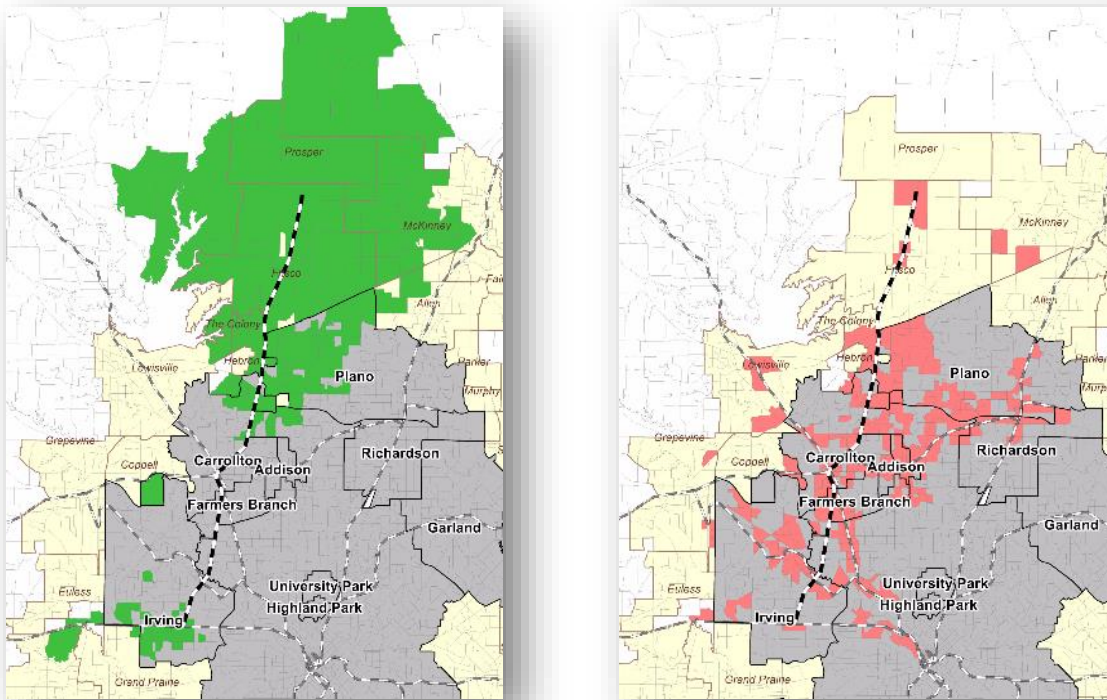 Prosper
McKinney
Frisco
Allen
The Colony
Hebron
Lewisville
Plano
Parker
Murphy
Grapevine
Coppell
Carrollton
Addison
Richardson
Farmers Branch
Garland
Euless
University Park
Highland Park
Irving
Grand Prairie
Prosper
McKinney
Frisco
Allen
The Colony
Hebron
Lewisville
Plano
Parker
Murphy
Grapevine
Coppell
Carrollton
Addison
Richardson
Farmers Branch
Garland
Euless
University Park
Highland Park
Irving
Grand Prairie